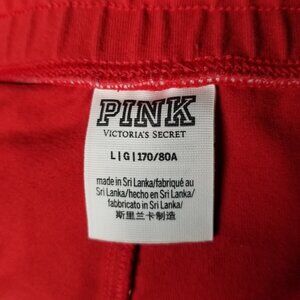 PINK
VICTORIA'S SECRET
L|G|170/80A
made in Sri Lanka/fabriqué au
Sri Lanka/hecho en Sri Lanka/
fabbricato in Sri Lanka/
斯里兰卡制造